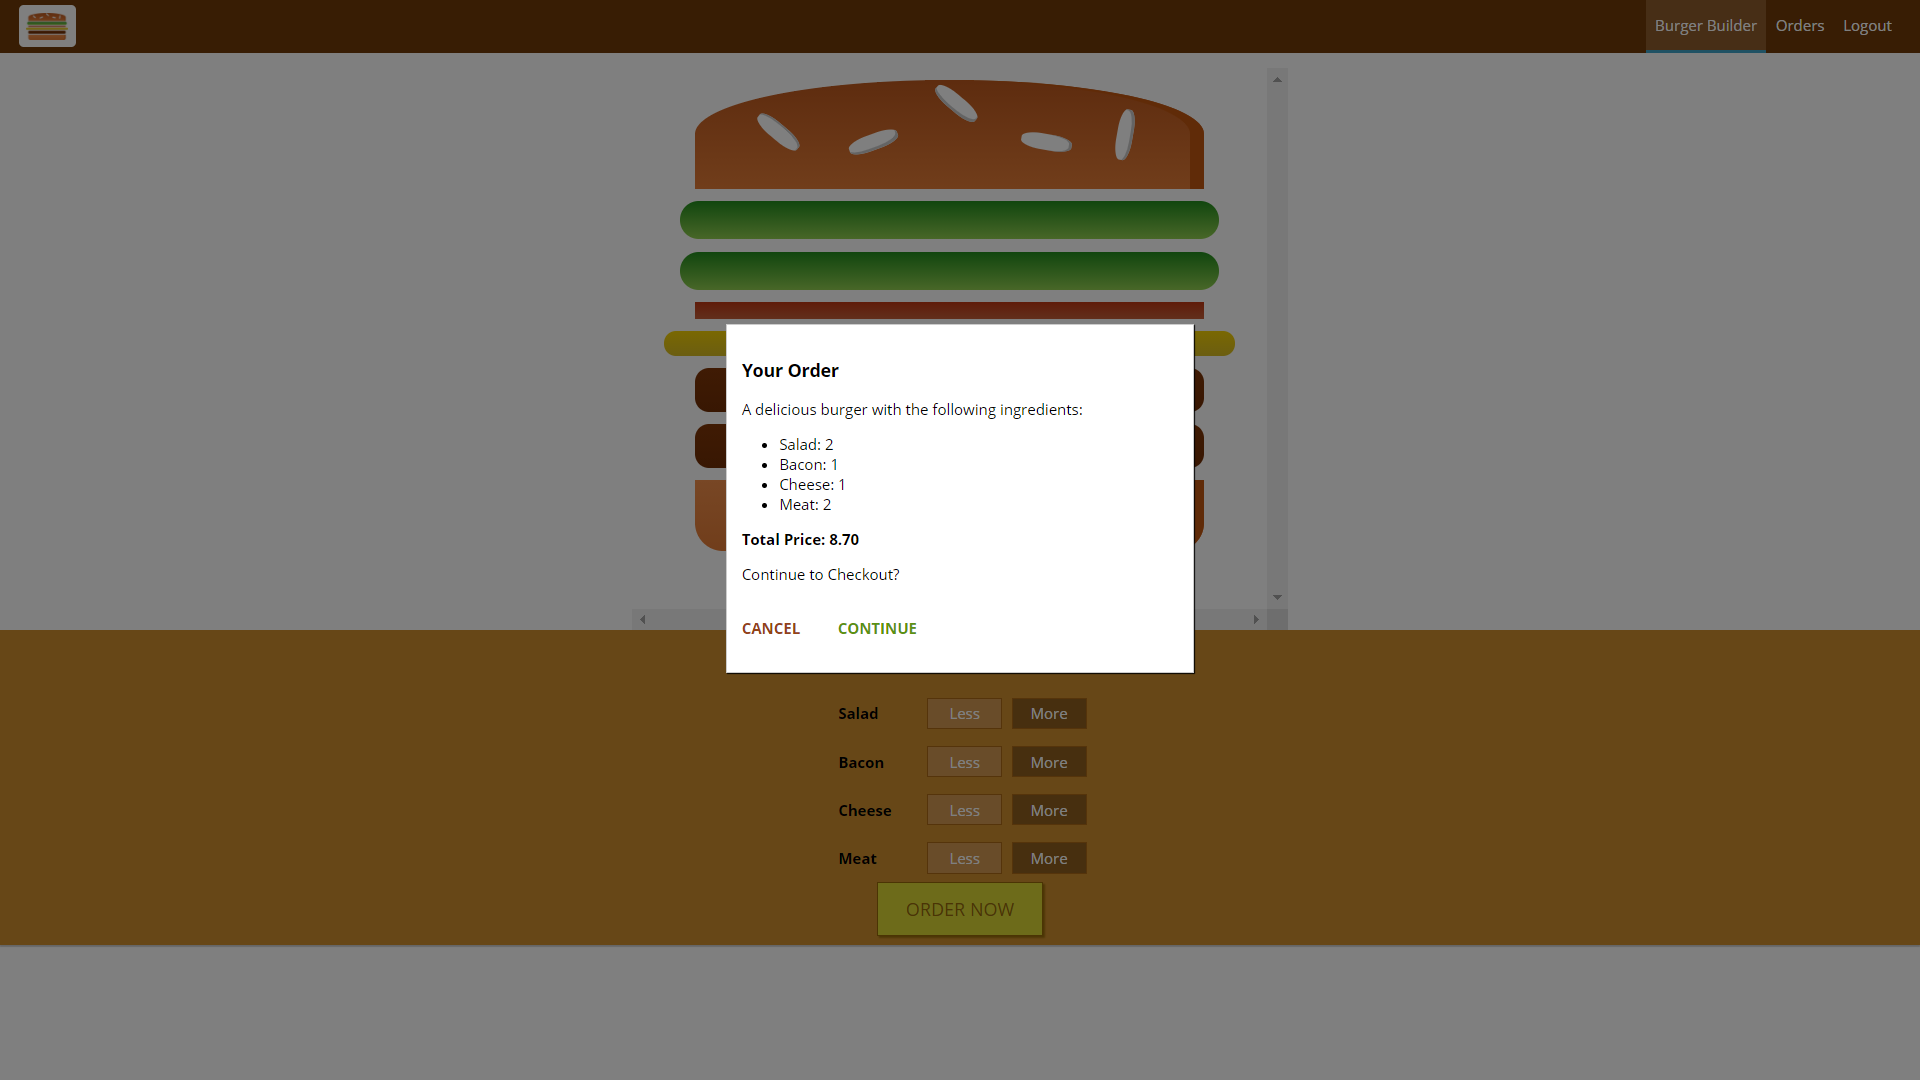 Burger Builder Orders Logout
Your Order
A delicious burger with the following ingredients:
Salad: 2
Bacon: 1
Cheese: 1
Meat: 2
Total Price: 8.70
Continue to Checkout?
CANCEL CONTINUE
Salad Less More
Bacon Less More
Cheese Less More
Meat Less More
ORDER NOW